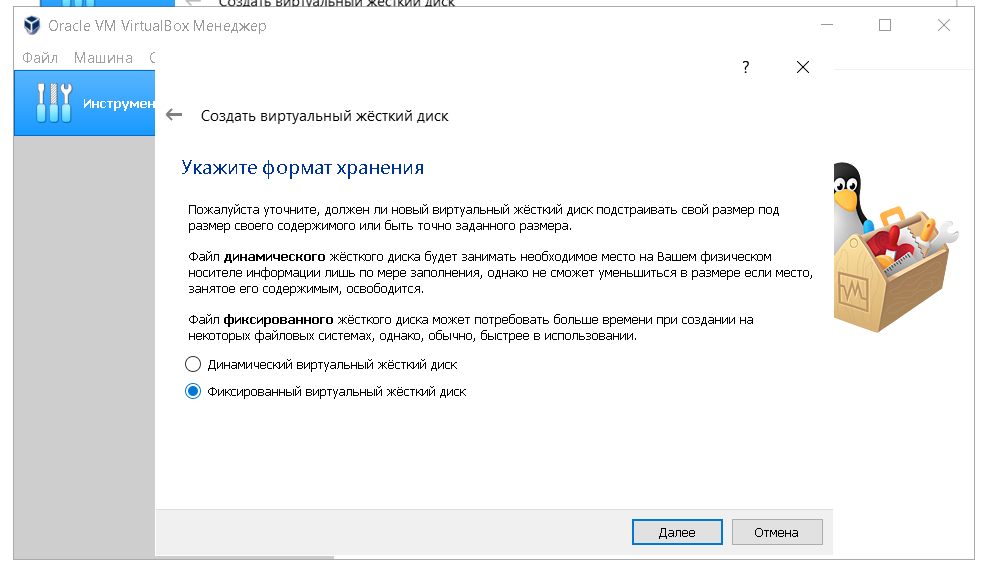 Создать виртуальный жёсткий диск
Oracle VM VirtualBox Менеджер
Файл Машина
?
Инструмен
Создать виртуальный жёсткий диск
Укажите формат хранения
Пожалуйста уточните, должен ли новый виртуальный жёсткий диск подстраивать свой размер под
размер своего содержимого или быть точно заданного размера.
Файл динамического жёсткого диска будет занимать необходимое место на Вашем физическом
носителе информации лишь по мере заполнения, однако не сможет уменьшиться в размере если место,
занятое его содержимым, освободится.
Файл фиксированного жёсткого диска может потребовать больше времени при создании на
некоторых файловых системах, однако, обычно, быстрее в использовании.
Динамический виртуальный жёсткий диск
Фиксированный виртуальный жёсткий диск
Далее
Отмена